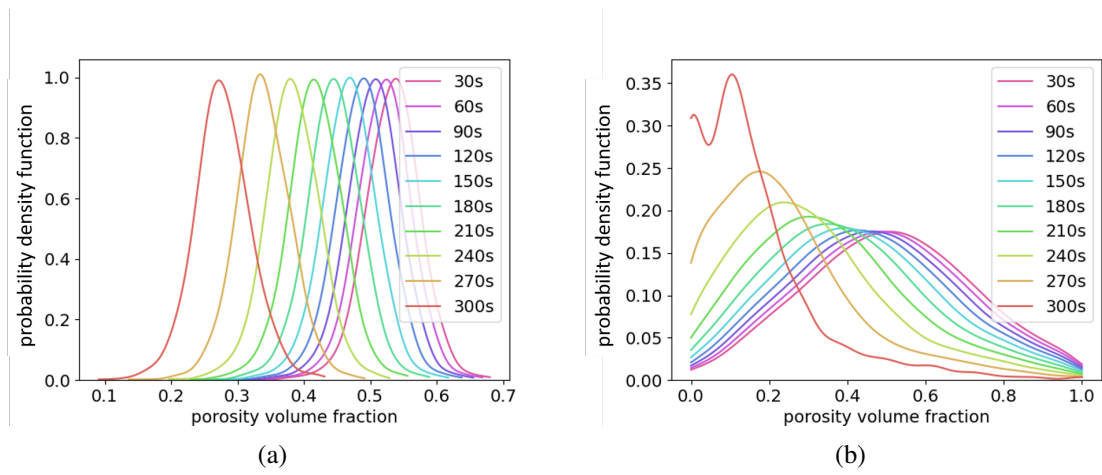 probability density function
1.0
0.8
0.6
0.4
0.2
0.0
0.1 0.2 0.3 0.4 0.5 0.6 0.7
porosity volume fraction
30s
60s
90s
120s
150s
180s
210s
240s
270s
300s
(a)
probability density function
0.35
0.30
0.25
0.20
0.15
0.10
0.05
0.00
0.0 0.2 0.4 0.6 0.8 1.0
porosity volume fraction
30s
60s
90s
120s
150s
180s
210s
240s
270s
300s
(b)